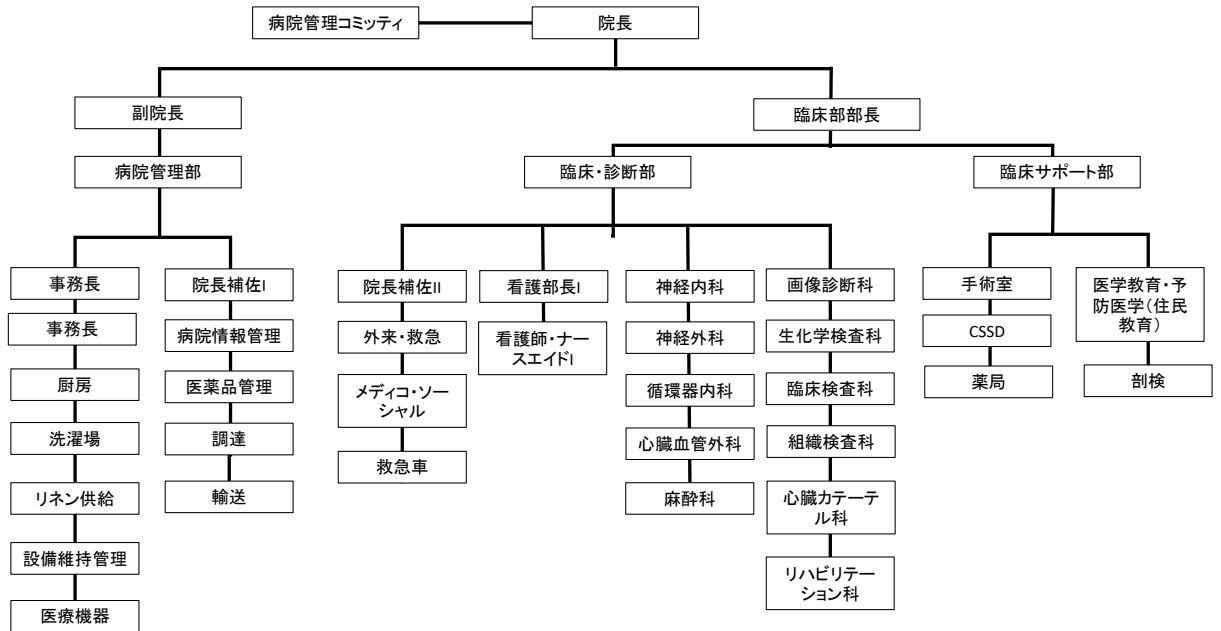 病院管理コミッティ
院長
副院長
臨床部部長
病院管理部
臨床・診断部
臨床サポート部
事務長
事務長
厨房
洗濯場
リネン供給
設備維持管理
医療機器
院長補佐I
病院情報管理
医薬品管理
調達
輸送
院長補佐II
外来・救急
メディコ・ソー
シャル
救急車
看護部長I
看護師・ナー
スエイドI
神経内科
神経外科
循環器内科
心臓血管外科
麻酔科
画像診断科
生化学検査科
臨床検査科
組織検査科
心臓カテーテ
ル科
リハビリテー
ション科
手術室
CSSD
薬局
医学教育・予
防医学(住民
教育)
剖検